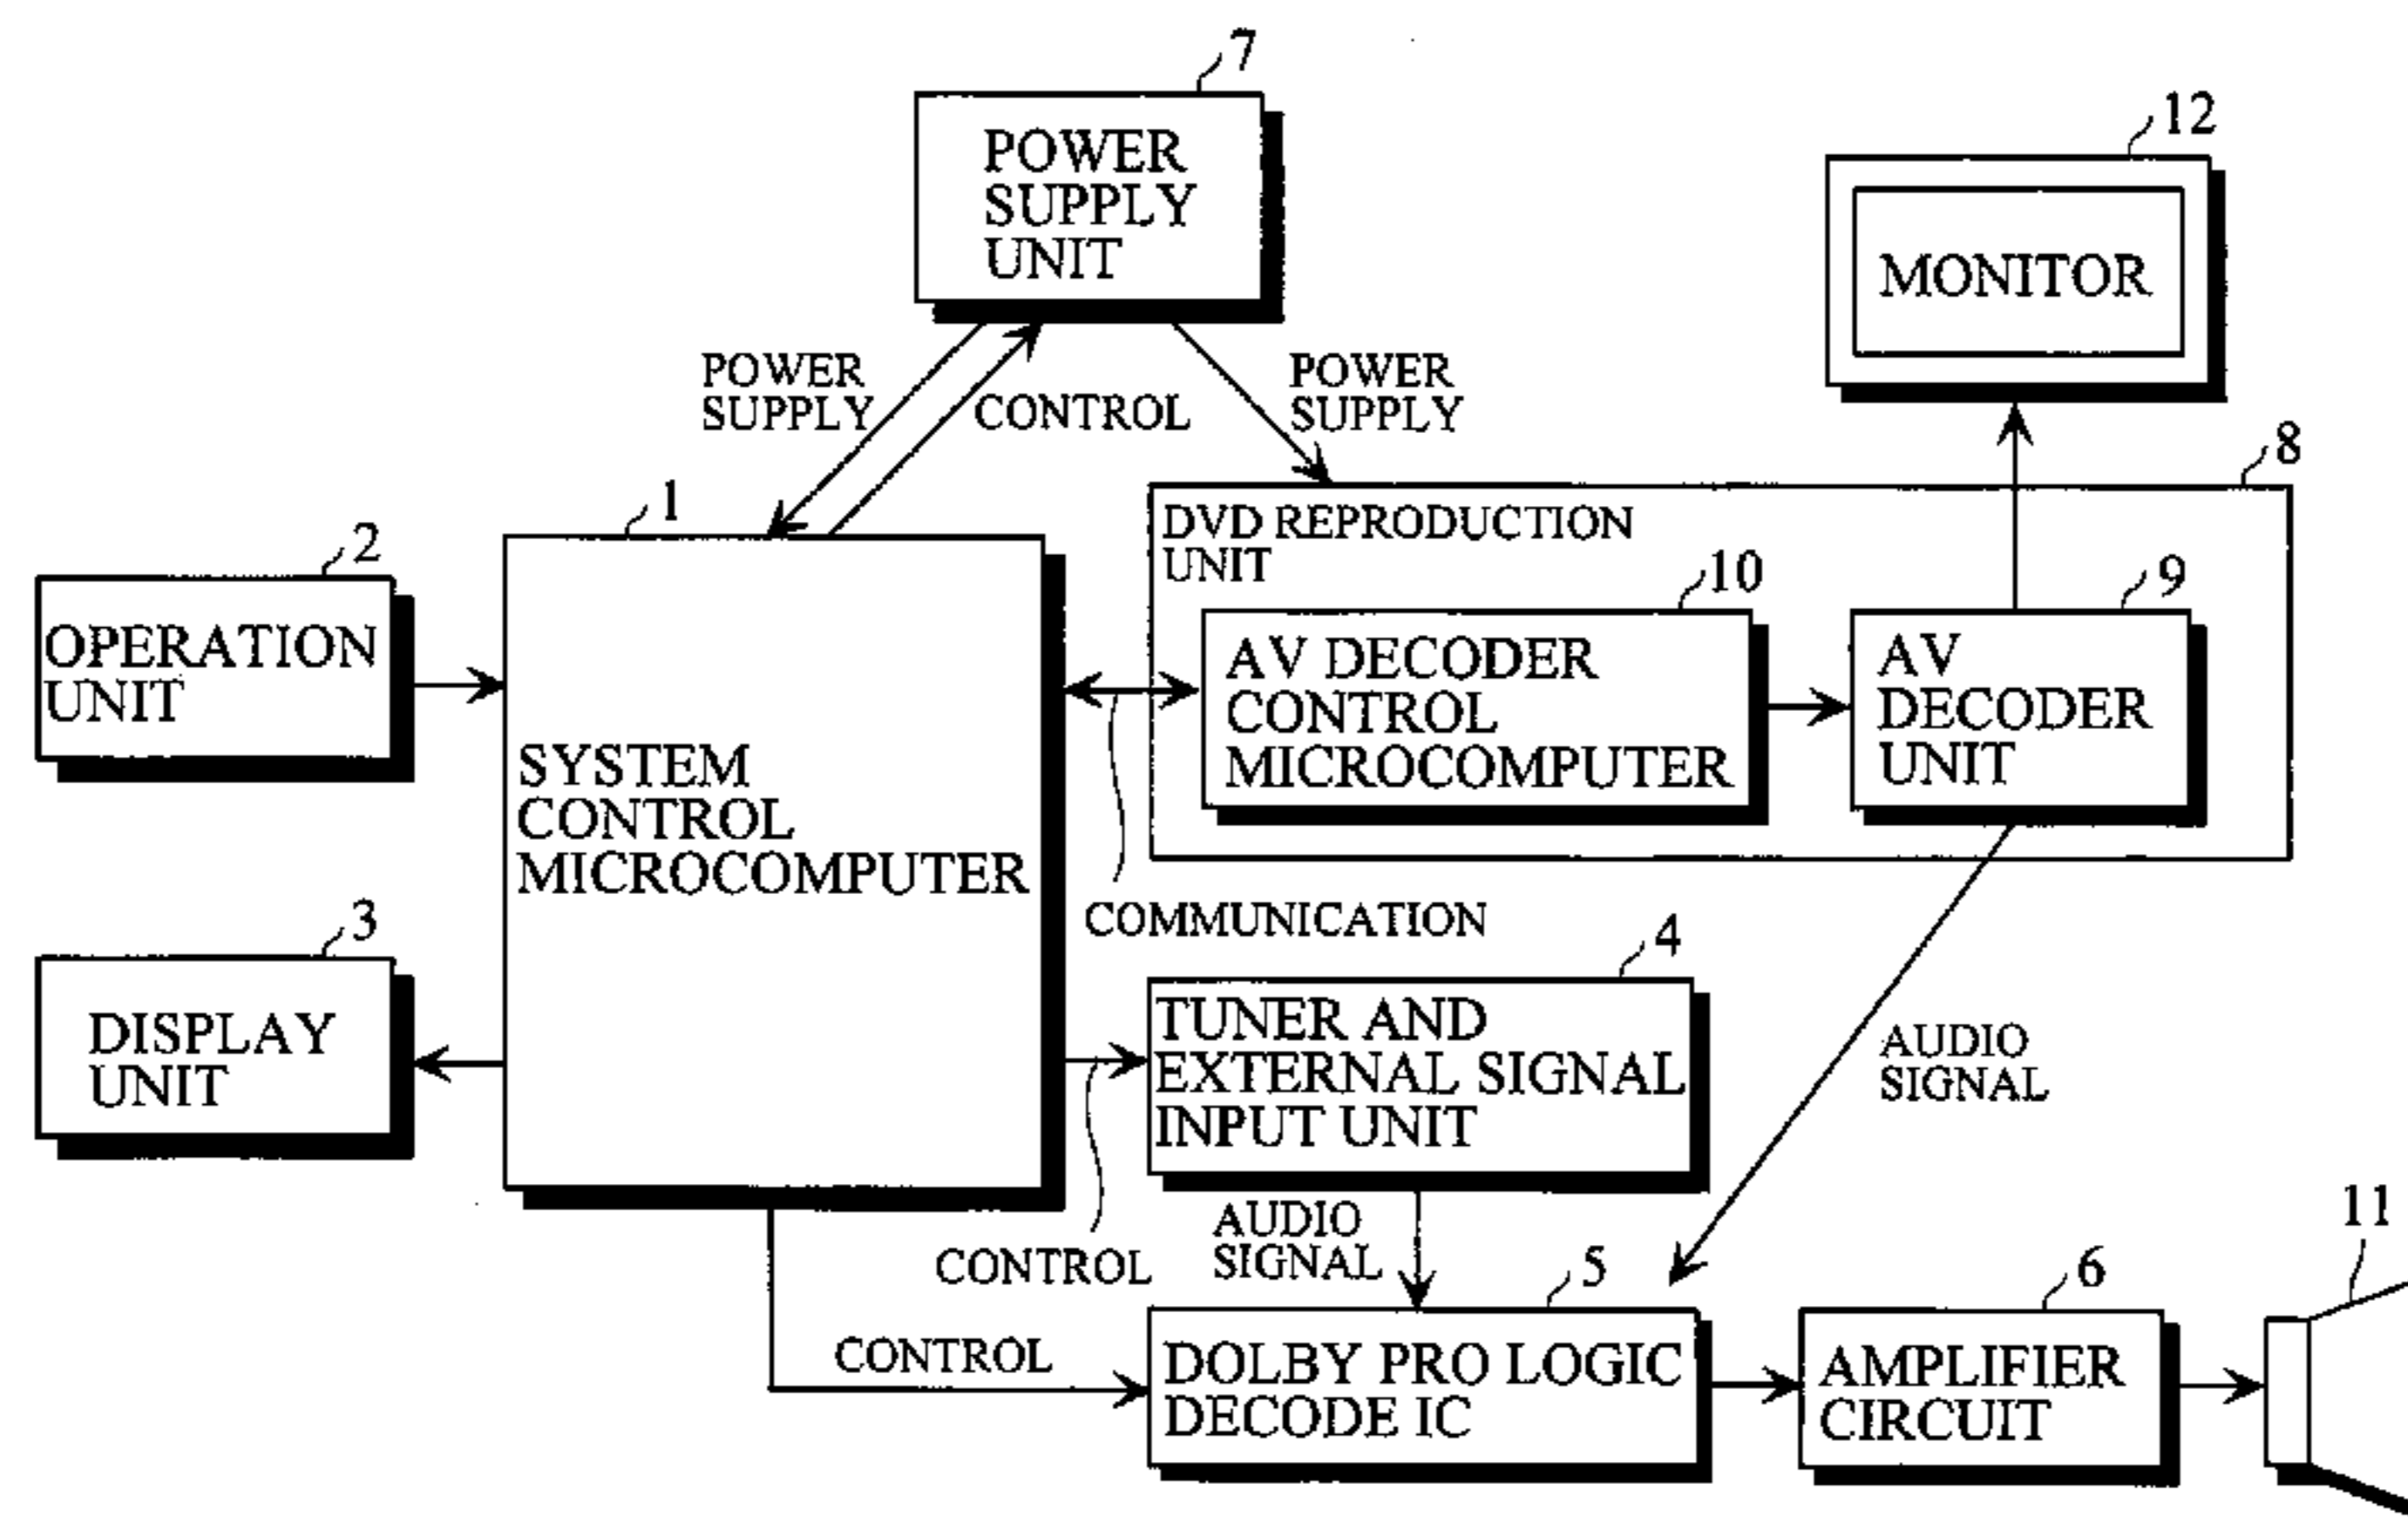 7
POWER
SUPPLY
UNIT
12
MONITOR
POWER
SUPPLY
CONTROL
POWER
SUPPLY
8
1
2
OPERATION
UNIT
SYSTEM
CONTROL
MICROCOMPUTER
DVD REPRODUCTION
UNIT
10
AV DECODER
CONTROL
MICROCOMPUTER
9
AV
DECODER
UNIT
COMMUNICATION
3
DISPLAY
UNIT
4
TUNER AND
EXTERNAL SIGNAL
INPUT UNIT
AUDIO
SIGNAL
CONTROL
AUDIO
SIGNAL
CONTROL
5
DOLBY PRO LOGIC
DECODE IC
6
AMPLIFIER
CIRCUIT
11